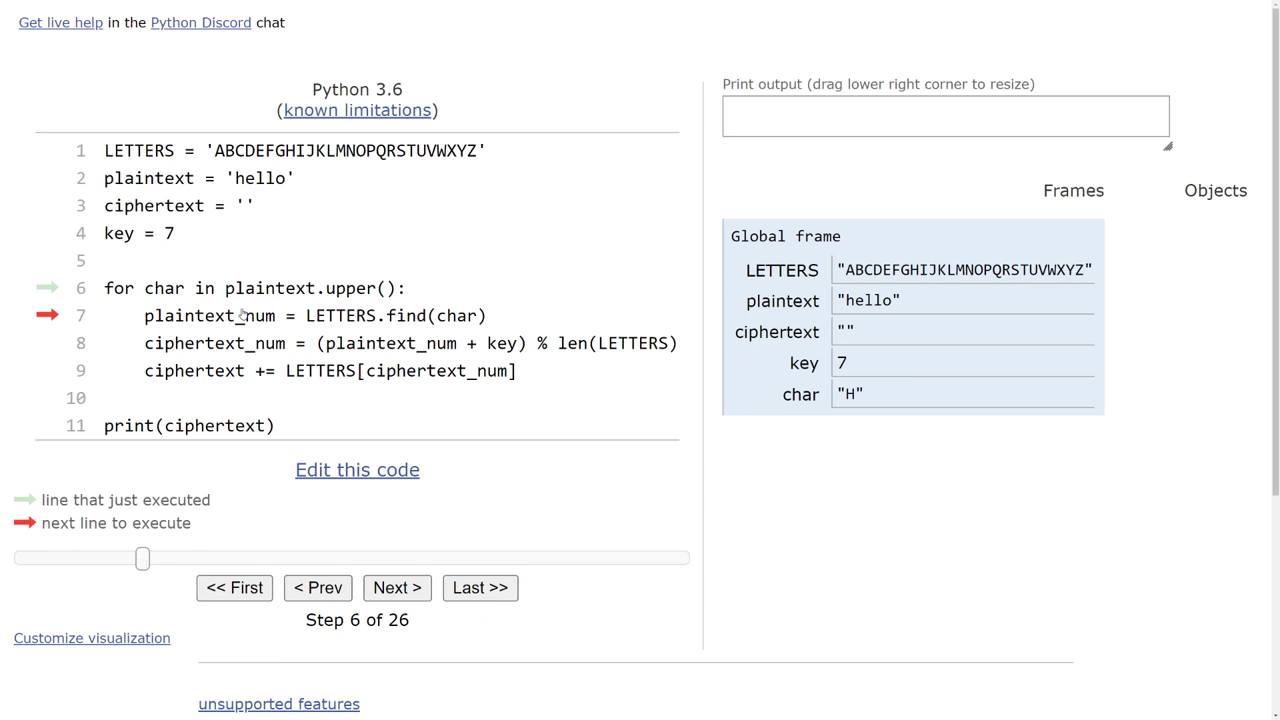 Get live help in the Python Discord chat
Python 3.6
(known limitations)
1 LETTERS = 'ABCDEFGHIJKLMNOPQRSTUVWXYZ'
2 plaintext = 'hello'
3 ciphertext = ''
4 key = 7
5
6 for char in plaintext.upper():
7 plaintext_num = LETTERS.find(char)
8 ciphertext_num = (plaintext_num + key) % len(LETTERS)
9 ciphertext += LETTERS[ciphertext_num]
10
11 print(ciphertext)
Edit this code
line that just executed
next line to execute
<< First < Prev Next > Last >>
Step 6 of 26
Customize visualization
unsupported features
Print output (drag lower right corner to resize)
Frames Objects
Global frame
LETTERS "ABCDEFGHIJKLMNOPQRSTUVWXYZ"
plaintext "hello"
ciphertext ""
key 7
char "H"